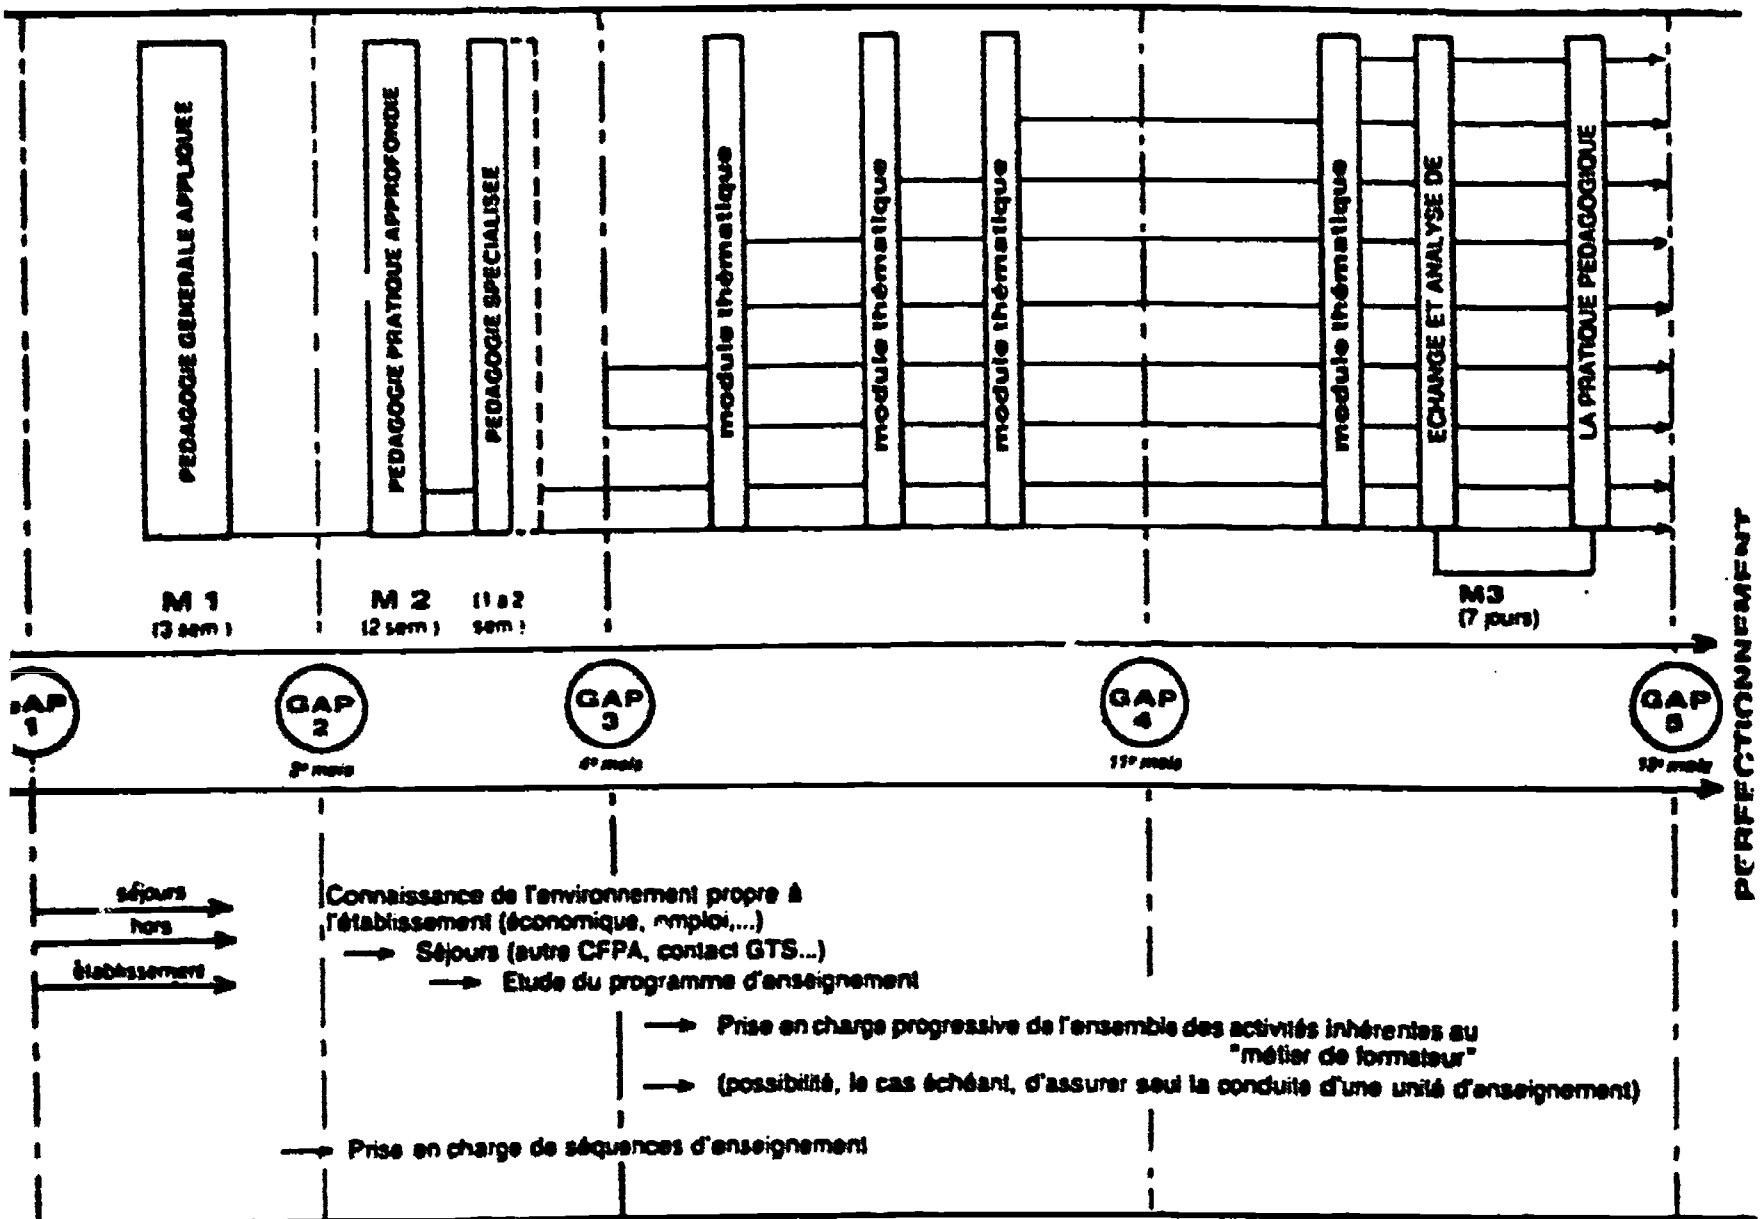 PEDAGOGIE GENERALE APPLIQUEE
PEDAGOGIE PRATIQUE APPROFONDIE
PEDAGOGIE SPECIALISEE
module thématique
module thématique
module thématique
module thématique
ECHANGE ET ANALYSE DE
LA PRATIQUE PEDAGOGIQUE
M 1
(3 sem)
M 2
(2 sem)
(1 à 2
sem)
M3
(7 jours)
GAP
1
GAP
2
GAP
3
GAP
4
GAP
5
mois
mois
11e mois
mois
PERFECTIONNEMENT
séjours
hors
établissement
Connaissance de l'environnement propre à
l'établissement (économique, emploi,...)
Séjours (autre CFPA, contact GTS...)
Etude du programme d'enseignement
Prise en charge progressive de l'ensemble des activités inhérentes au
"métier de formateur"
(possibilité, le cas échéant, d'assurer seul la conduite d'une unité d'enseignement)
Prise en charge de séquences d'enseignement